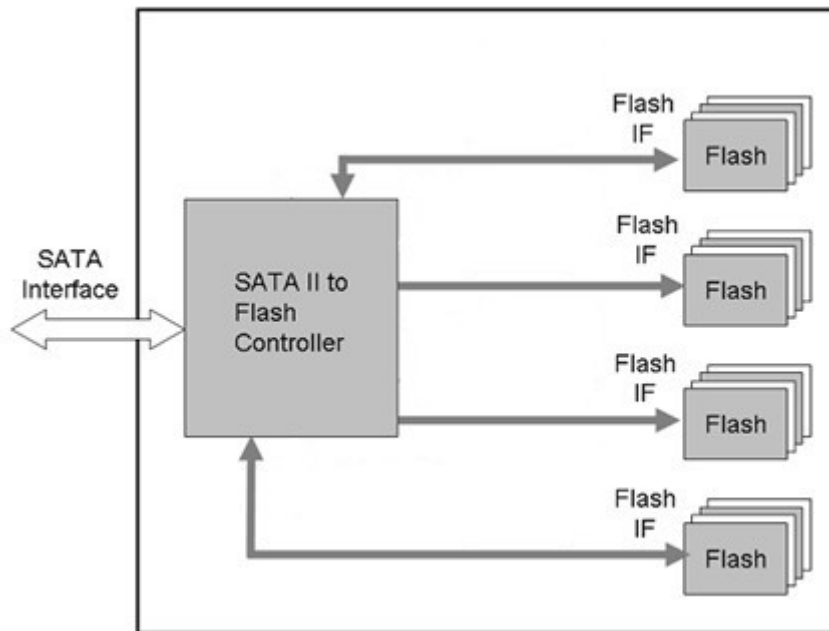 SATA
Interface
SATA II to
Flash
Controller
Flash
IF
Flash
Flash
IF
Flash
Flash
IF
Flash
Flash
IF
Flash